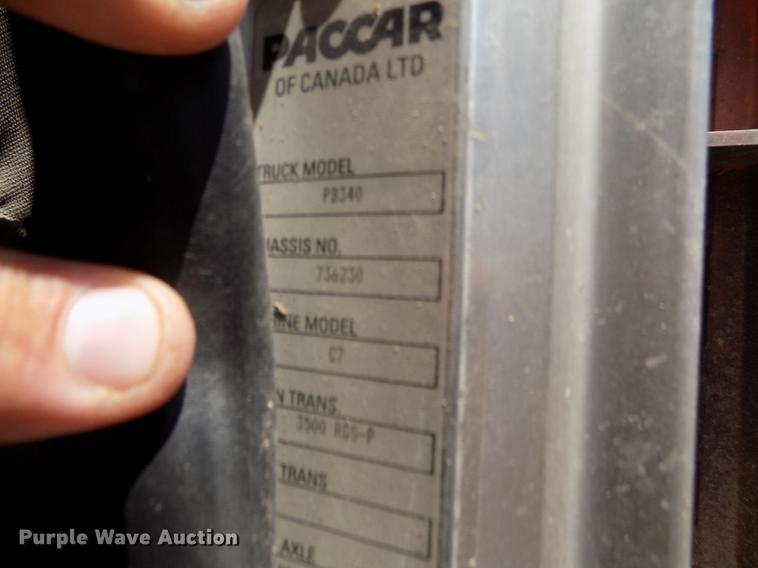 PACCAR
OF CANADA LTD
TRUCK MODEL
PB340
HASSIS NO.
736230
INE MODEL
C7
N TRANS.
3500 RDS-P
TRANS
AXLE
Purple Wave Auction